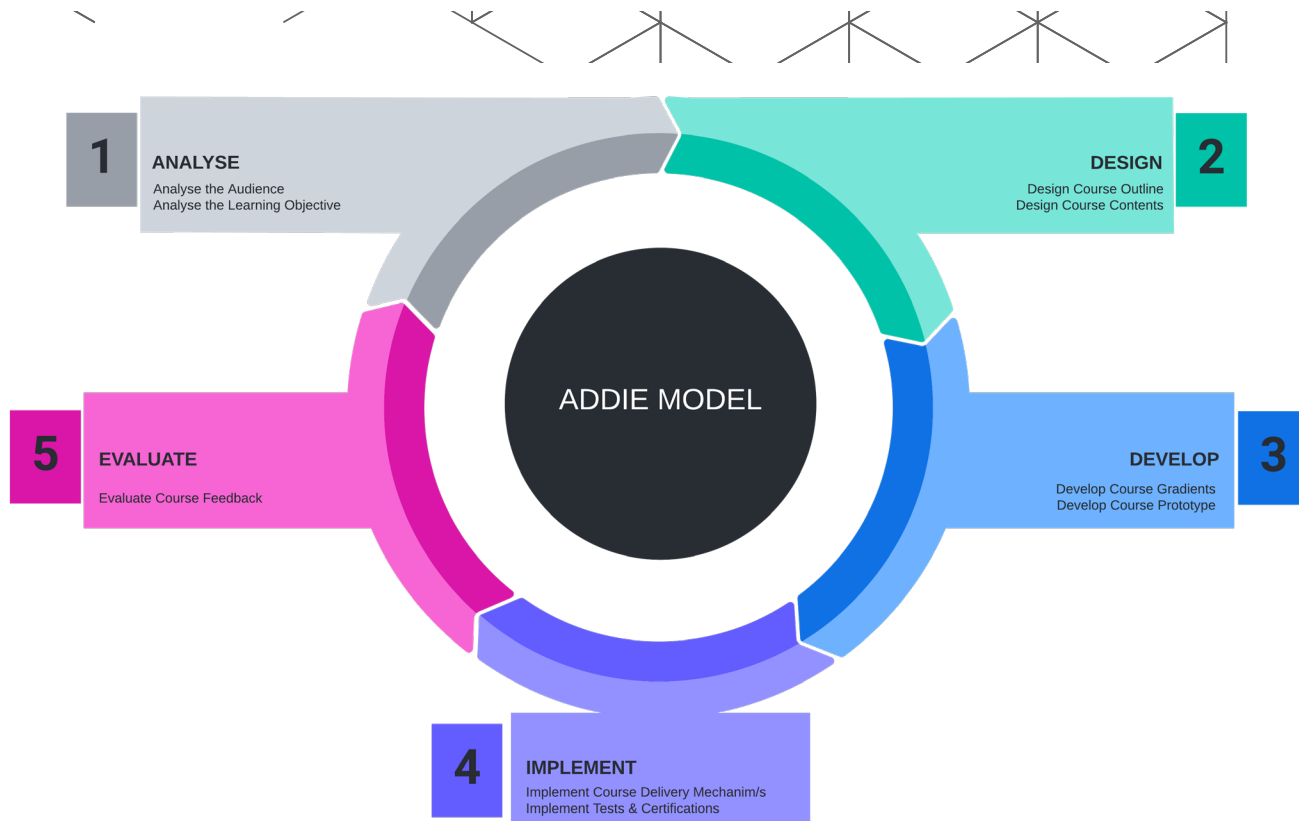 1
ANALYSE
Analyse the Audience
Analyse the Learning Objective
2
DESIGN
Design Course Outline
Design Course Contents
ADDIE MODEL
3
DEVELOP
Develop Course Gradients
Develop Course Prototype
4
IMPLEMENT
Implement Course Delivery Mechanim/s
Implement Tests & Certifications
5
EVALUATE
Evaluate Course Feedback